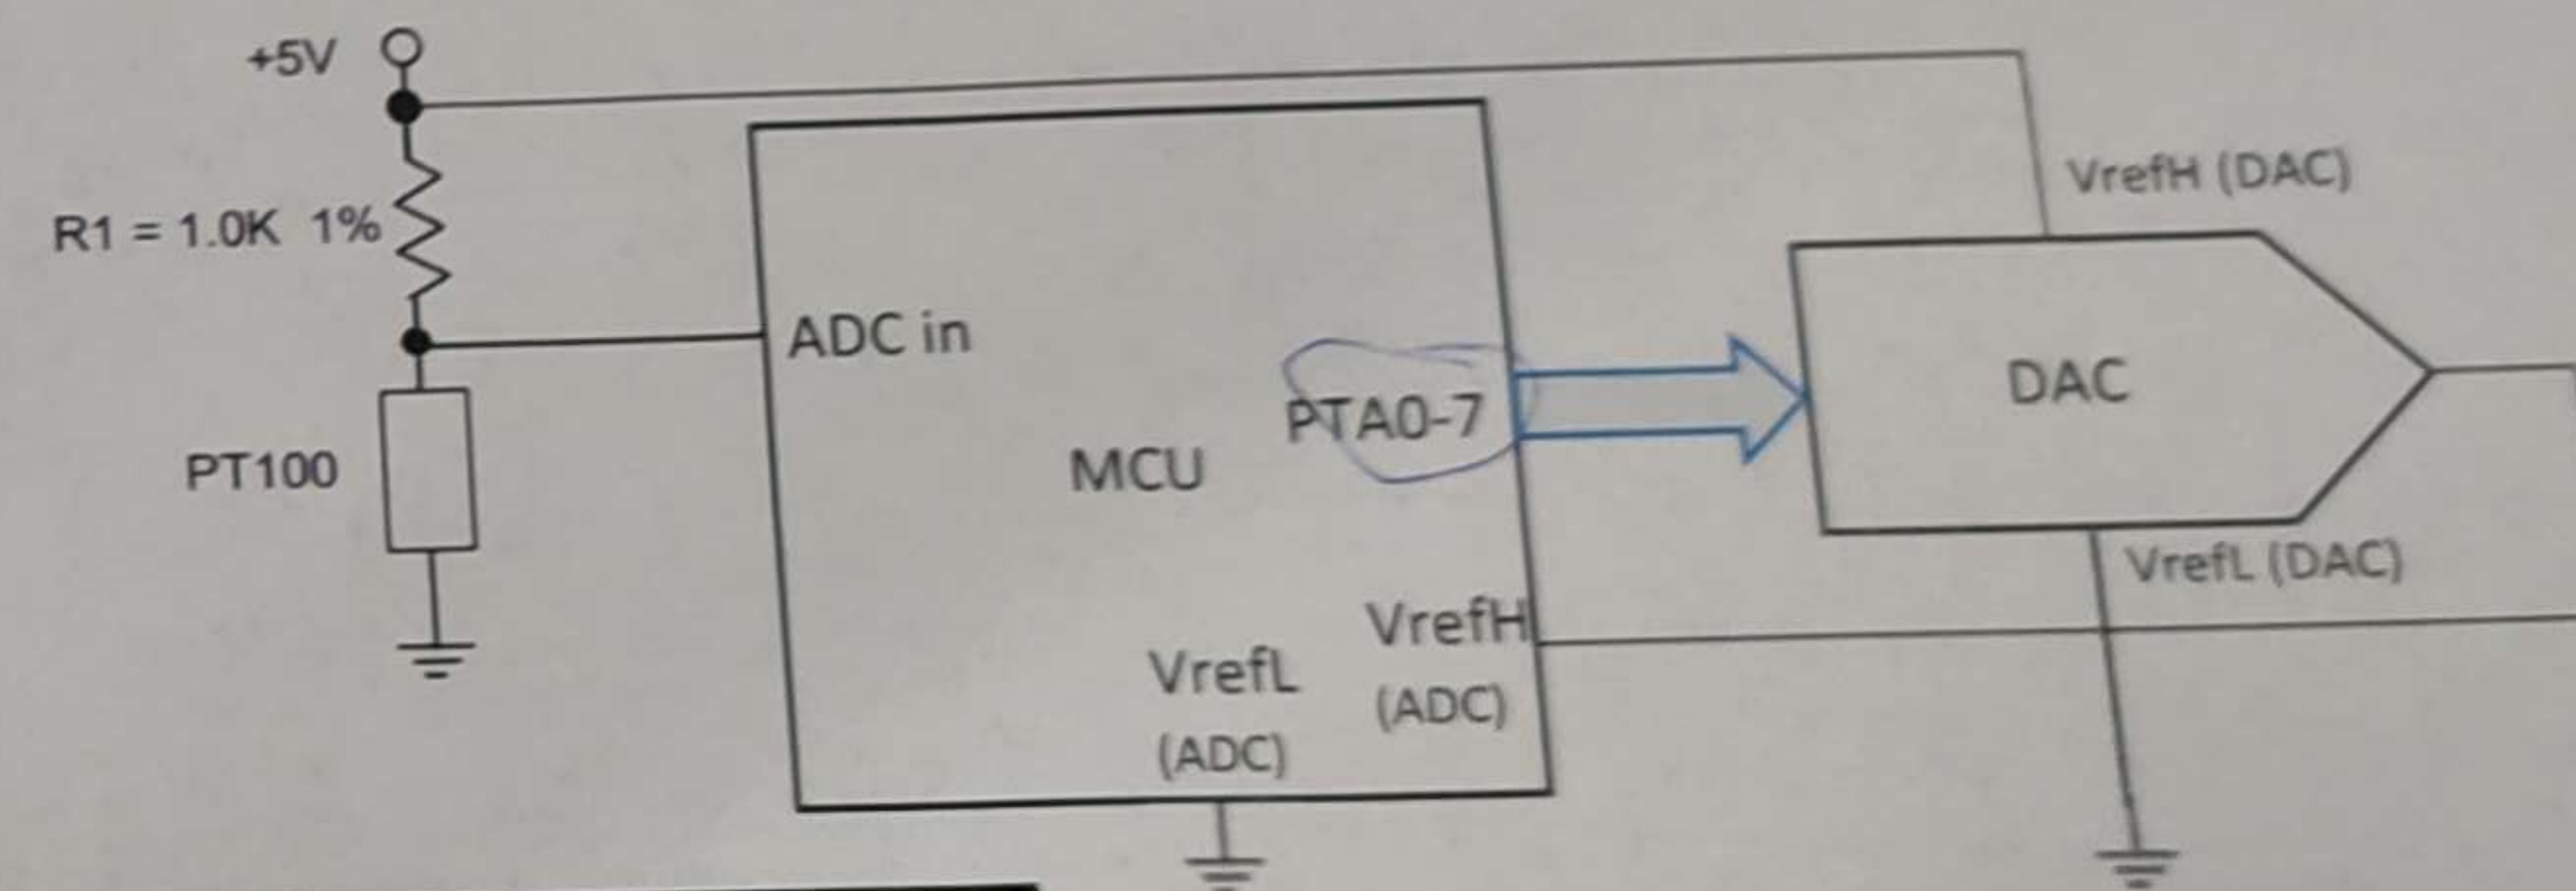 +5V
VrefH (DAC)
R1 = 1.0K 1%
ADC in
DAC
PTA0-7
PT100
MCU
VrefL (DAC)
VrefH
(ADC)
VrefL
(ADC)